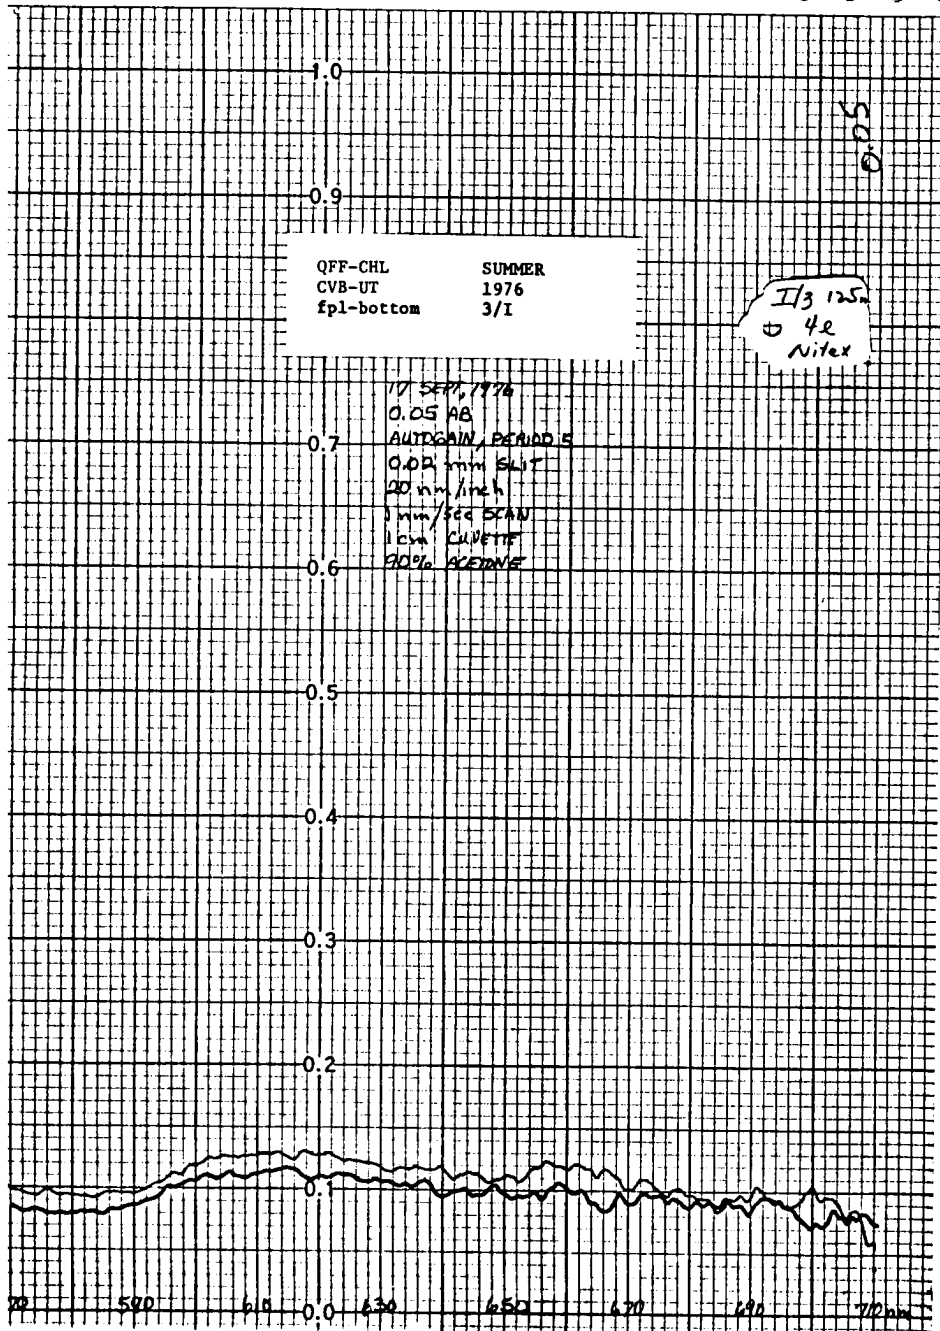 1.0
0.05
0.9
QFF-CHL SUMMER
CVB-UT 1976
fpl-bottom 3/I
I/3 125
4l
Nitex
17 SEPT, 1976
0.05 AB
0.7
AUTOGAIN, PERIOD 5
0.02 mm SLIT
20 nm/inch
1 nm/sec SCAN
1 cm CUVETTE
0.6
90% ACETONE
0.5
0.4
0.3
0.2
0.1
0.0
590 610 630 650 670 690 710 nm